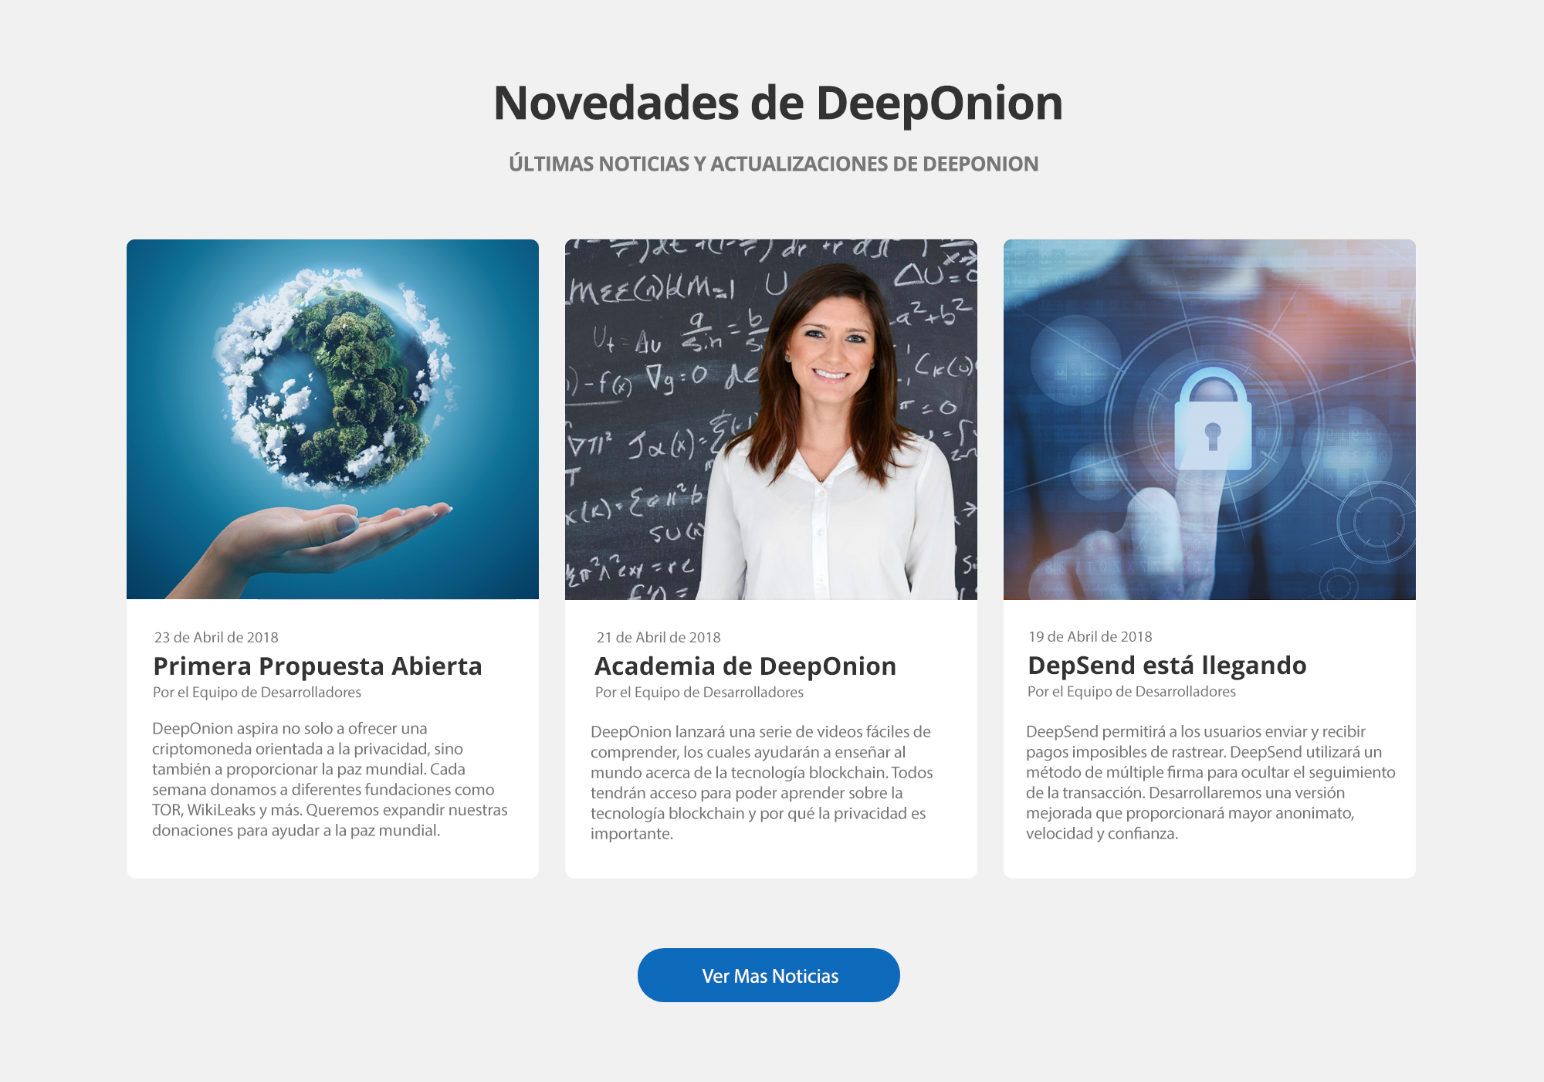 Novedades de DeepOnion
ÚLTIMAS NOTICIAS Y ACTUALIZACIONES DE DEEPONION
23 de Abril de 2018
Primera Propuesta Abierta
Por el Equipo de Desarrolladores
DeepOnion aspira no solo a ofrecer una
criptomoneda orientada a la privacidad, sino
también a proporcionar la paz mundial. Cada
semana donamos a diferentes fundaciones como
TOR, WikiLeaks y más. Queremos expandir nuestras
donaciones para ayudar a la paz mundial.
21 de Abril de 2018
Academia de DeepOnion
Por el Equipo de Desarrolladores
DeepOnion lanzará una serie de videos fáciles de
comprender, los cuales ayudarán a enseñar al
mundo acerca de la tecnología blockchain. Todos
tendrán acceso para poder aprender sobre la
tecnología blockchain y por qué la privacidad es
importante.
19 de Abril de 2018
DepSend está llegando
Por el Equipo de Desarrolladores
DeepSend permitirá a los usuarios enviar y recibir
pagos imposibles de rastrear. DeepSend utilizará un
método de múltiple firma para ocultar el seguimiento
de la transacción. Desarrollaremos una versión
mejorada que proporcionará mayor anonimato,
velocidad y confianza.
Ver Mas Noticias